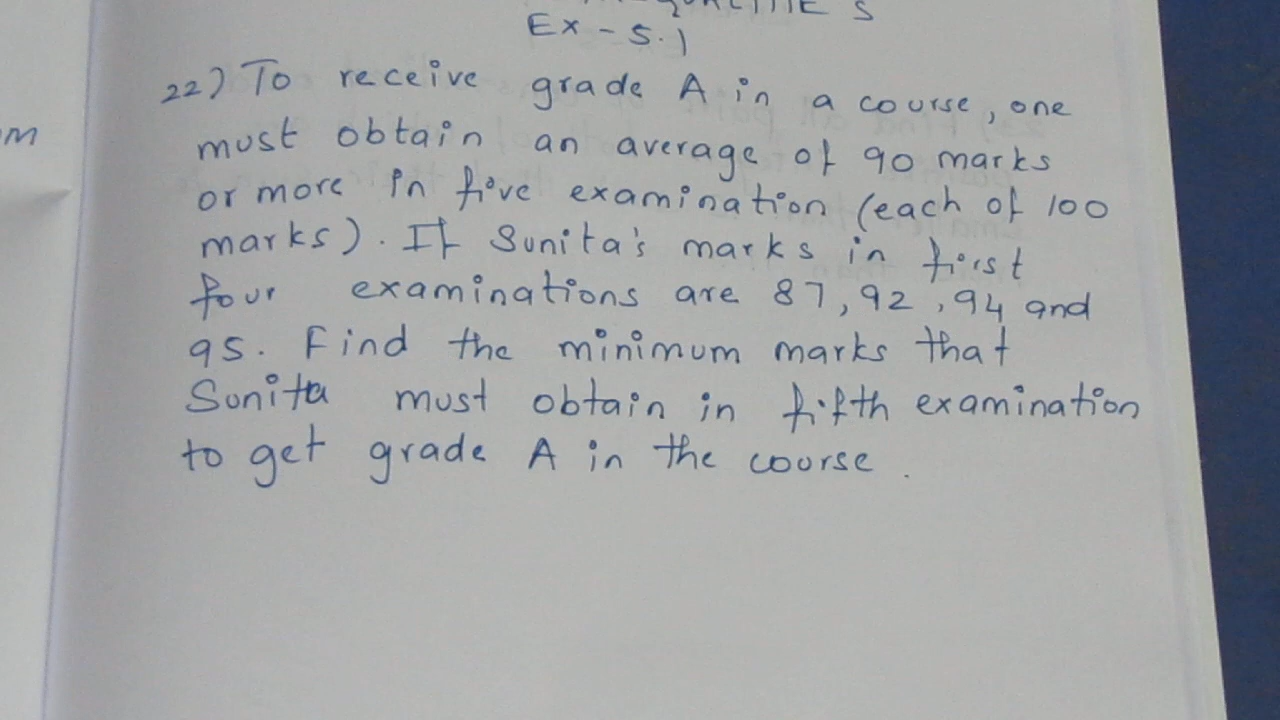 Ex - 5.1
22) To receive grade A in a course, one
must obtain an average of 90 marks
or more in five examination (each of 100
marks). If Sunita's marks in first
four examinations are 87, 92, 94 and
95. Find the minimum marks that
Sunita must obtain in fifth examination
to get grade A in the course.